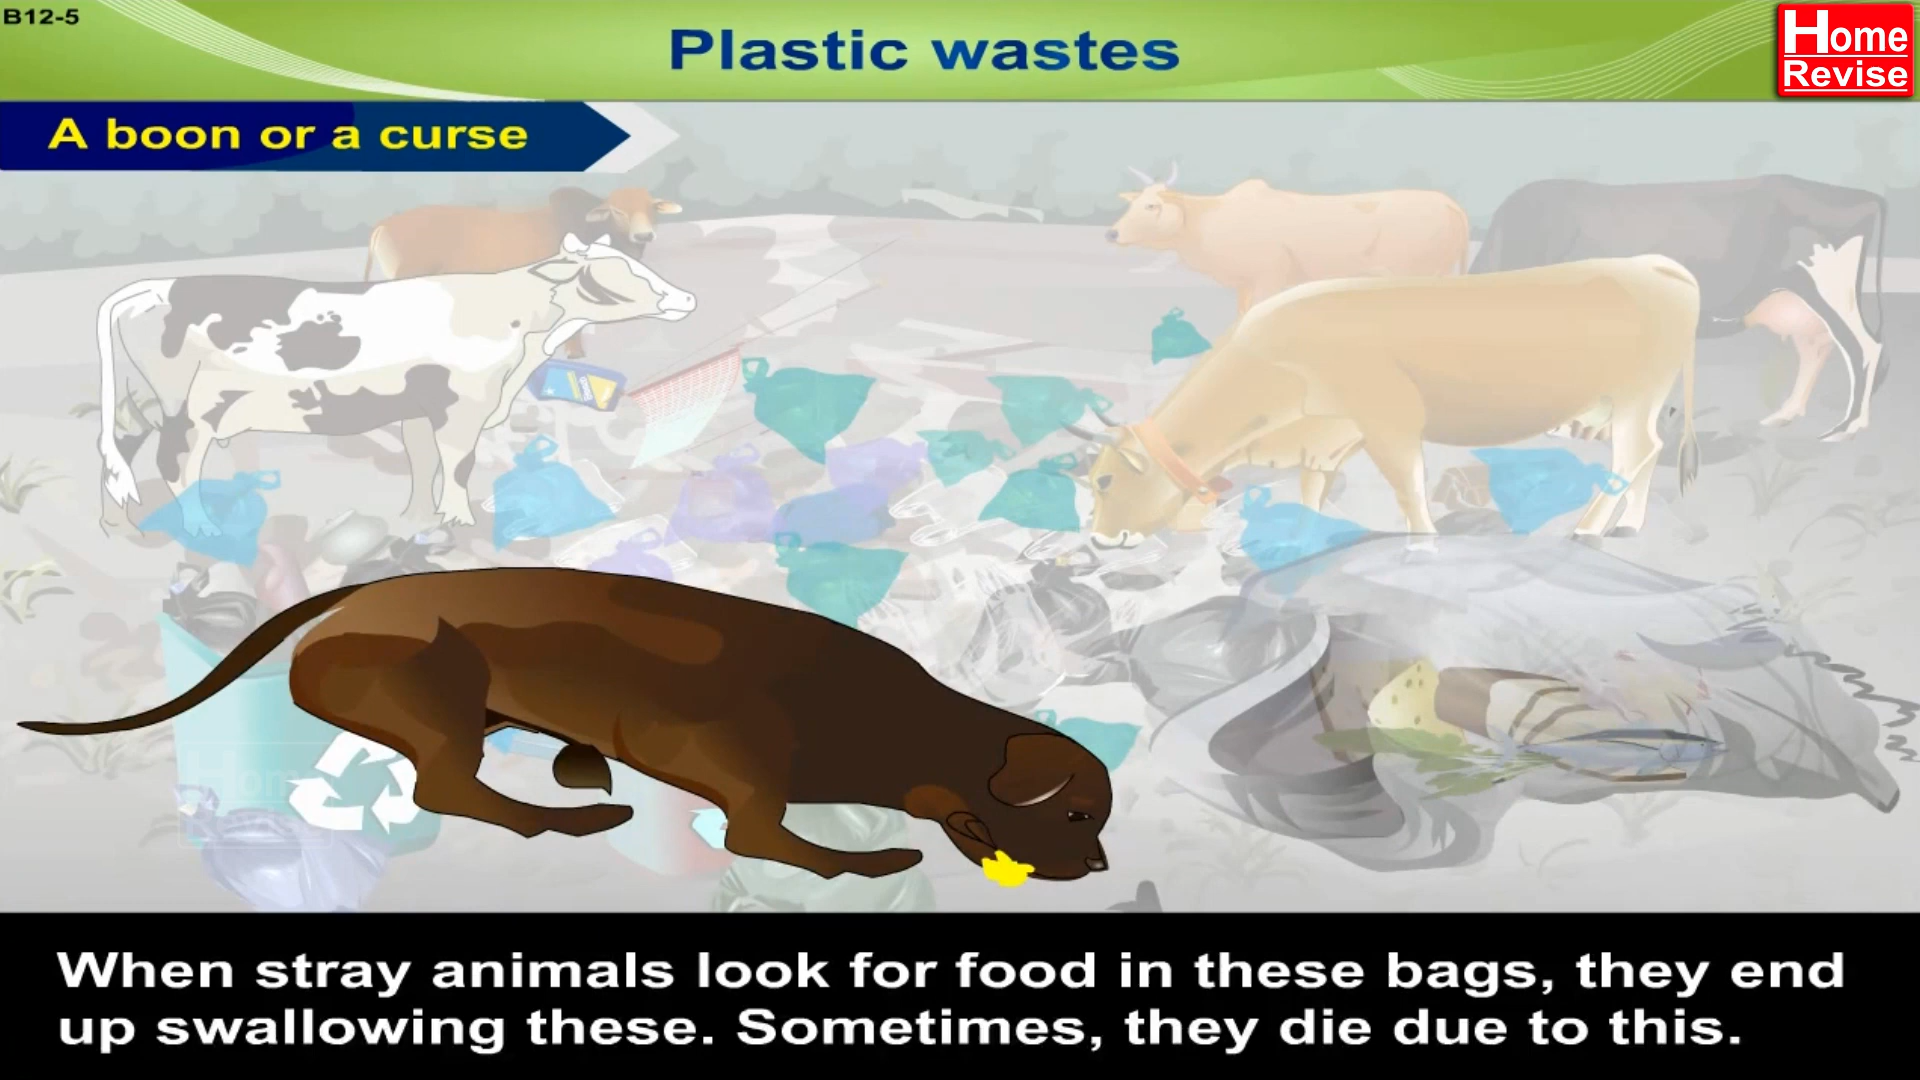 B12-5
Plastic wastes
Home
Revise
A boon or a curse
When stray animals look for food in these bags, they end
up swallowing these. Sometimes, they die due to this.